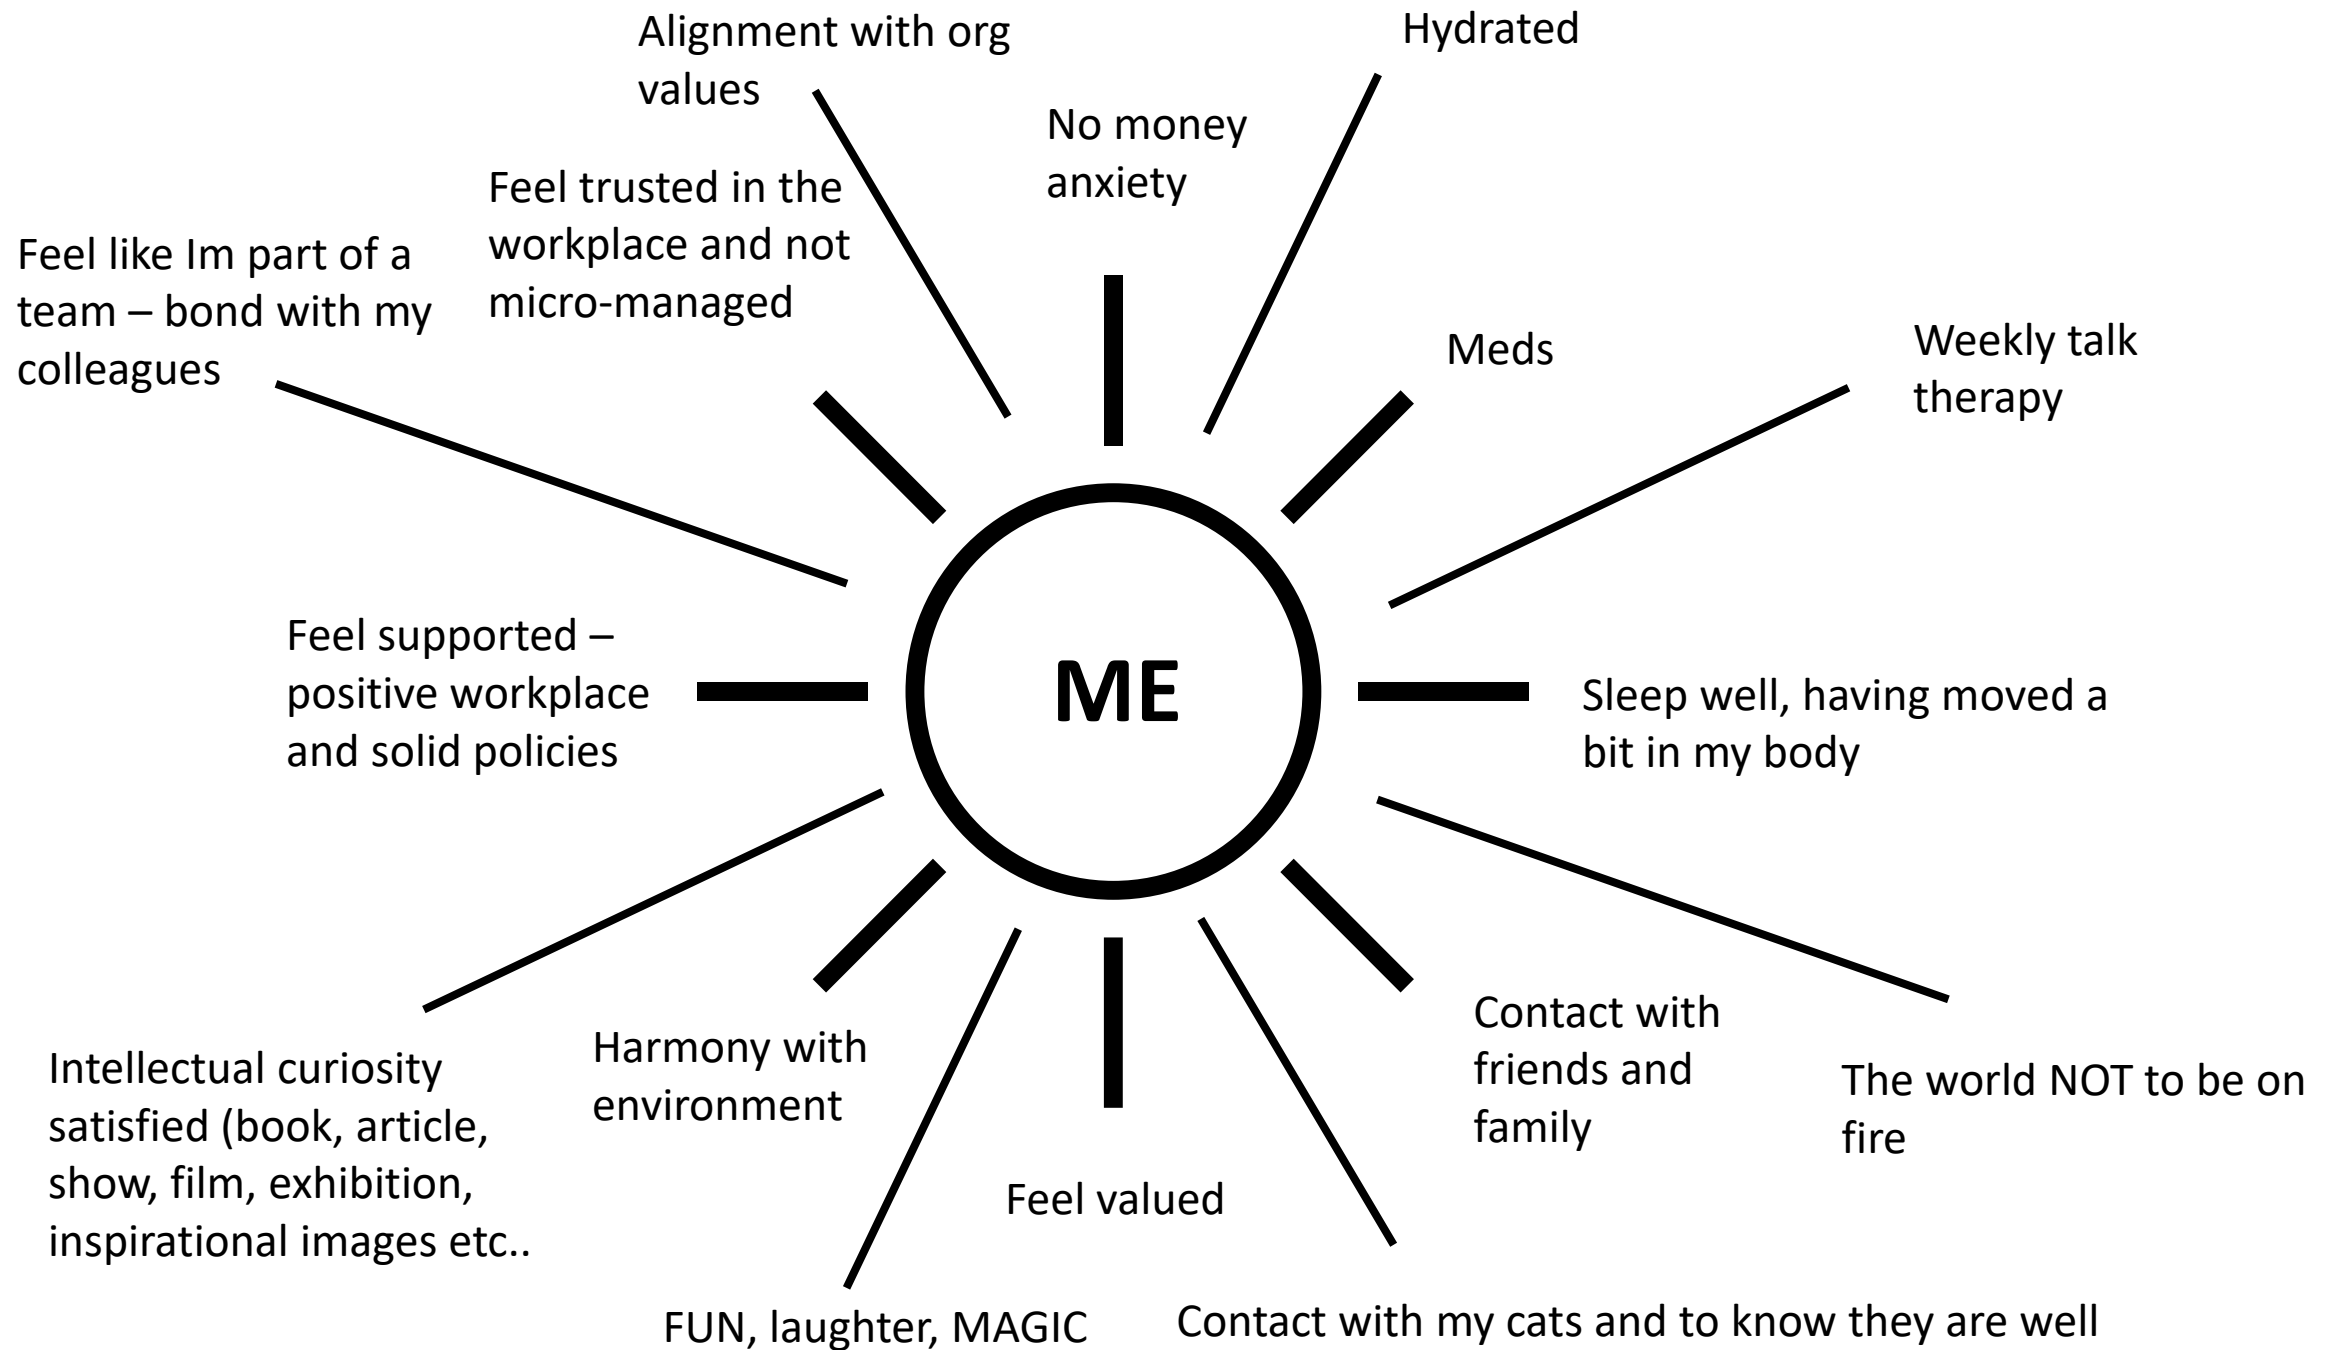 Alignment with org
values
Hydrated
No money
anxiety
Feel trusted in the
workplace and not
micro-managed
Feel like Im part of a
team – bond with my
colleagues
Meds
Weekly talk
therapy
Feel supported –
positive workplace
and solid policies
ME
Sleep well, having moved a
bit in my body
Intellectual curiosity
satisfied (book, article,
show, film, exhibition,
inspirational images etc..
Harmony with
environment
Contact with
friends and
family
The world NOT to be on
fire
Feel valued
FUN, laughter, MAGIC
Contact with my cats and to know they are well